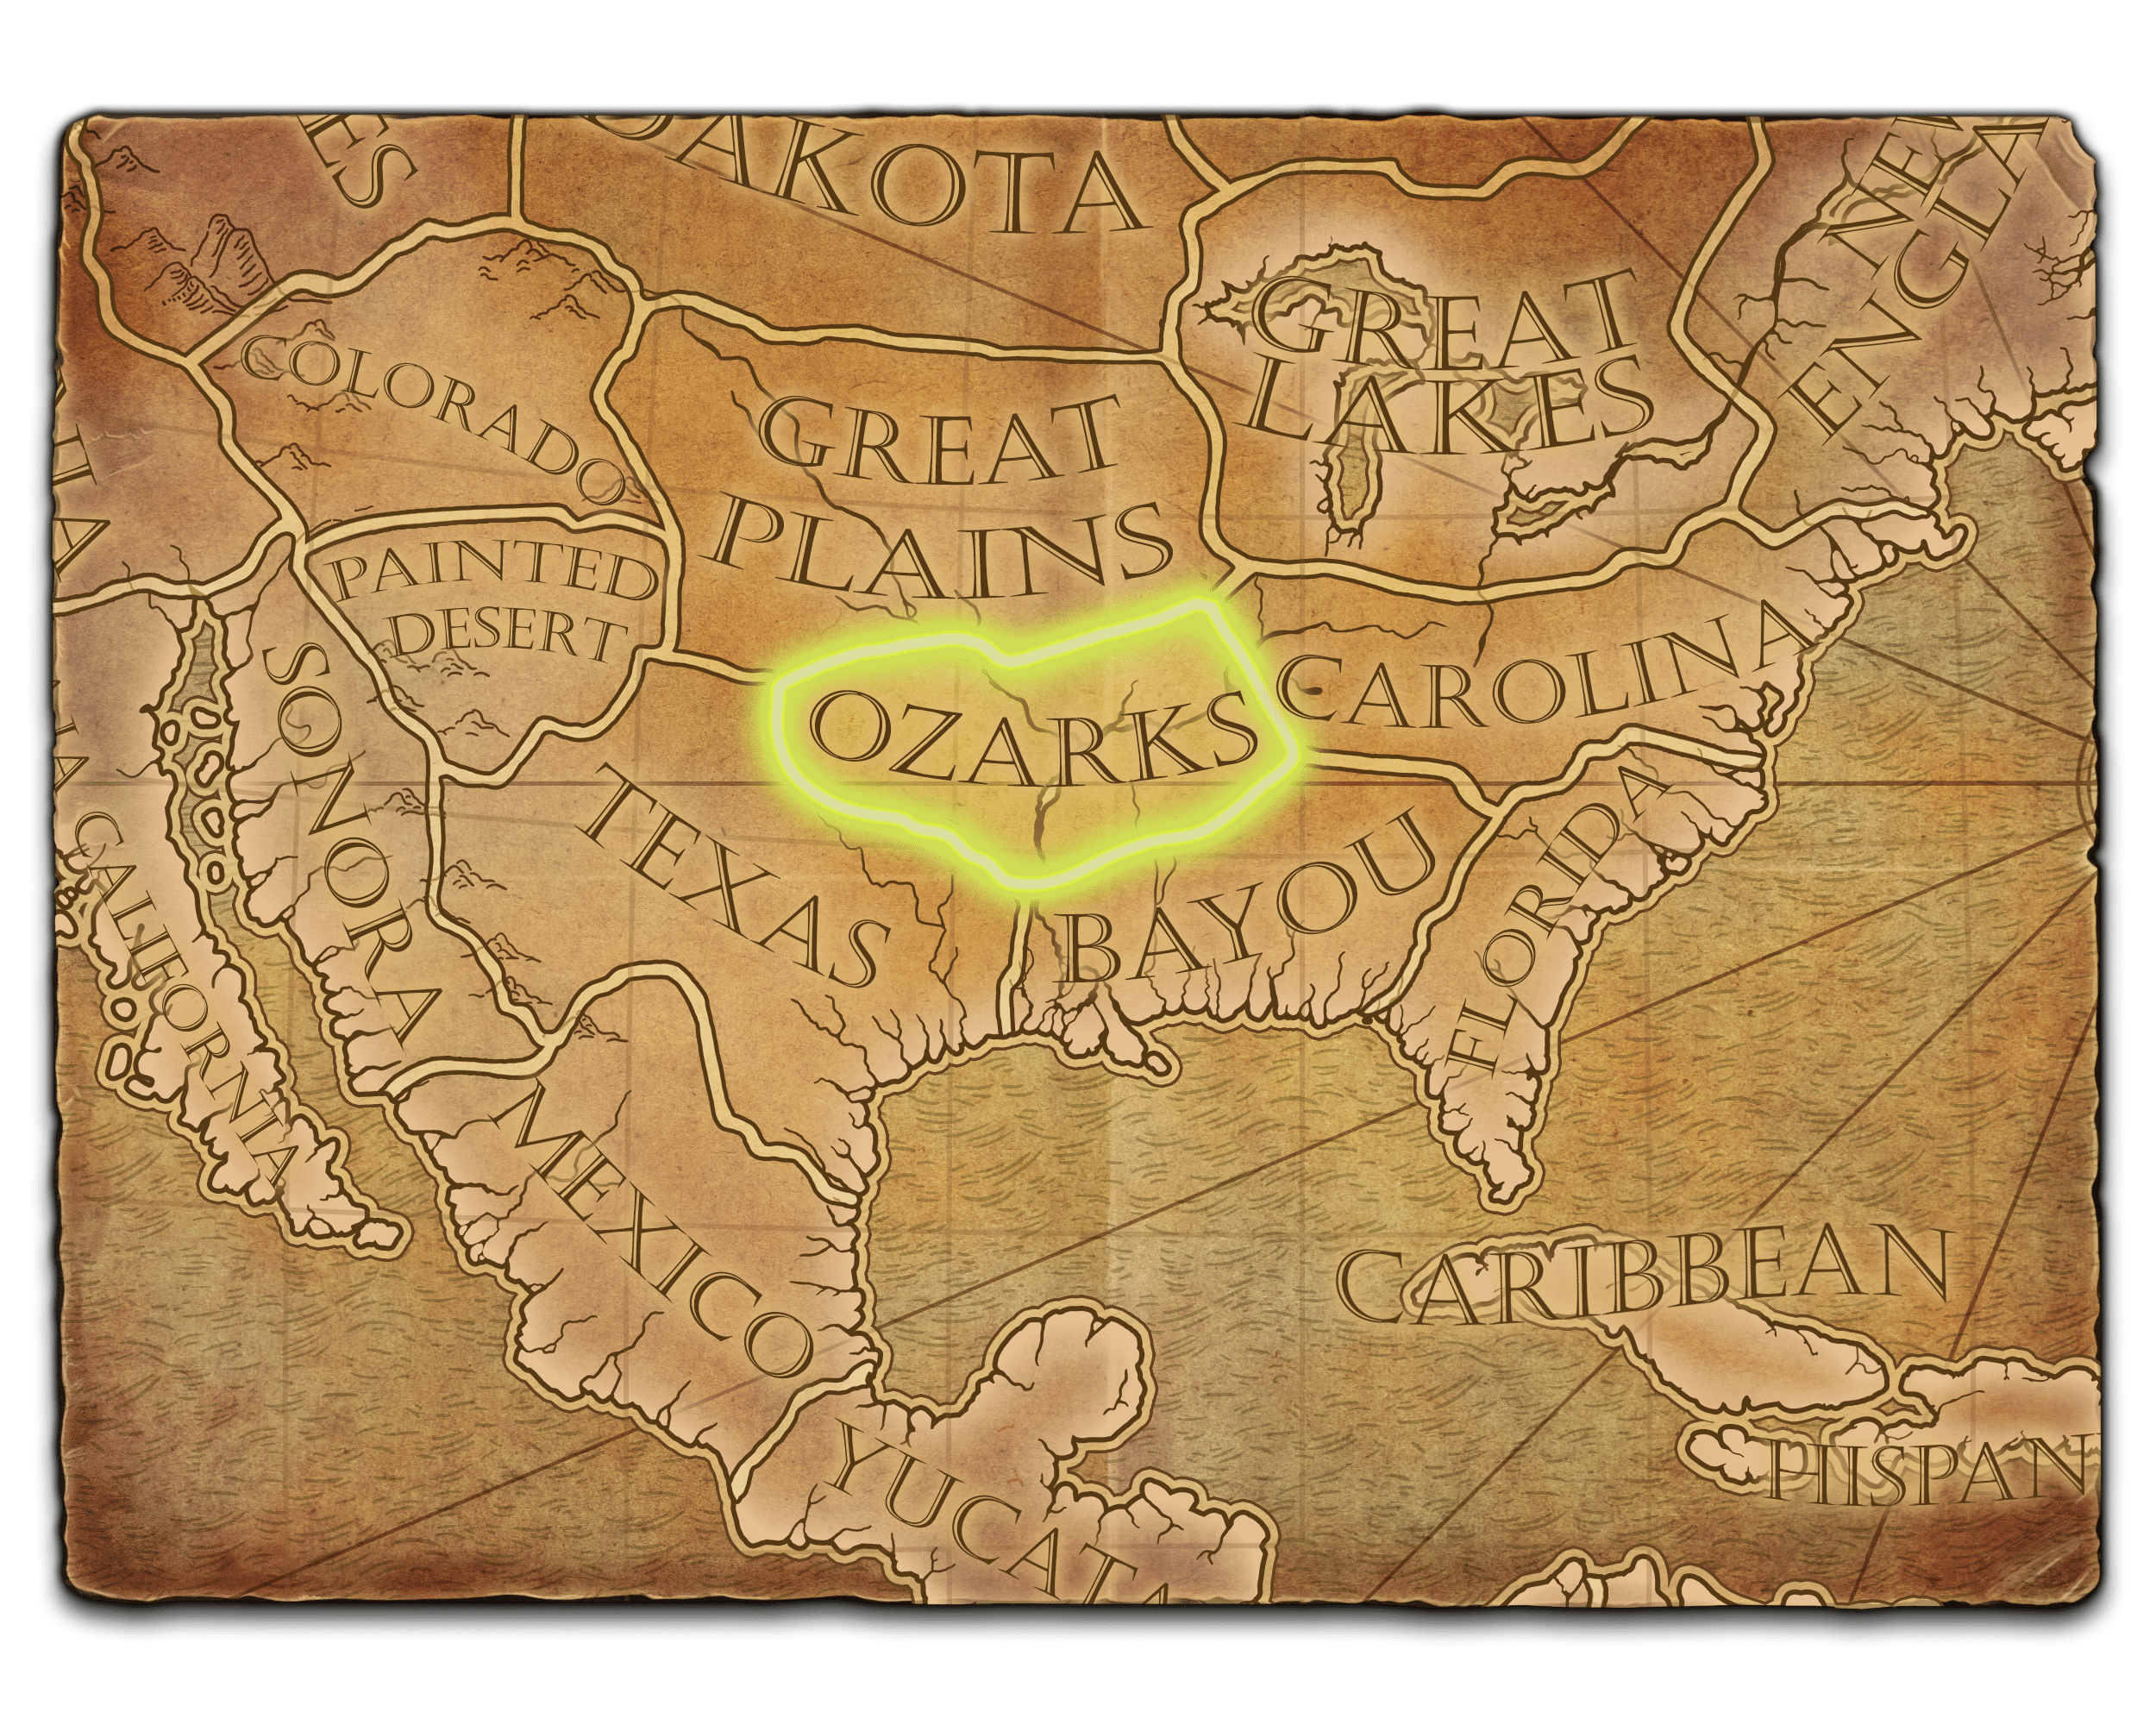 ES
DAKOTA
NEW
ENGLA
GREAT
LAKES
COLORADO
GREAT
PLAINS
PAINTED
DESERT
CAROLINA
OZARKS
SONORA
TEXAS
BAYOU
FLORIDA
CALIFORNIA
MEXICO
CARIBBEAN
YUCATA
HISPAN